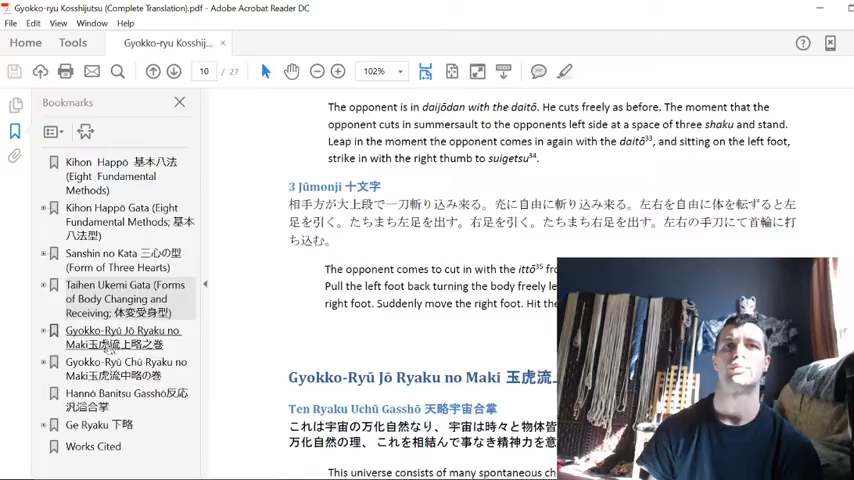 Gyokko-ryu Kosshijutsu (Complete Translation).pdf - Adobe Acrobat Reader DC
File Edit View Window Help
Home Tools Gyokko-ryu Kosshij... ×
10 / 27 102%
Bookmarks
Kihon Happō 基本八法
(Eight Fundamental
Methods)
Kihon Happō Gata (Eight
Fundamental Methods; 基本
八法型)
Sanshin no Kata 三心の型
(Form of Three Hearts)
Taihen Ukemi Gata (Forms
of Body Changing and
Receiving; 体変受身型)
Gyokko-Ryū Jō Ryaku no
Maki玉虎流上略之巻
Gyokko-Ryū Chū Ryaku no
Maki玉虎流中略の巻
Hannō Banitsu Gasshō反応
汎溢合掌
Ge Ryaku 下略
Works Cited
The opponent is in daijōdan with the daitō. He cuts freely as before. The moment that the
opponent cuts in summersault to the opponents left side at a space of three shaku and stand.
Leap in the moment the opponent comes in again with the daitō33, and sitting on the left foot,
strike in with the right thumb to suigetsu34.
3 Jūmonji 十文字
相手方が大上段で一刀斬り込み来る。尭に自由に斬り込み来る。左右を自由に体を転ずると左
足を引く。たちまち左足を出す。右足を引く。たちまち右足を出す。左右の手刀にて首輪に打
ち込む。
The opponent comes to cut in with the ittō35
Pull the left foot back turning the body freely
right foot. Suddenly move the right foot. Hit the
Gyokko-Ryū Jō Ryaku no Maki 玉虎流
Ten Ryaku Uchū Gasshō 天略宇宙合掌
これは宇宙の万化自然なり、 宇宙は時々と物体皆
万化自然の理、 これを相結んで事なき精神力を意
This universe consists of many spontaneous